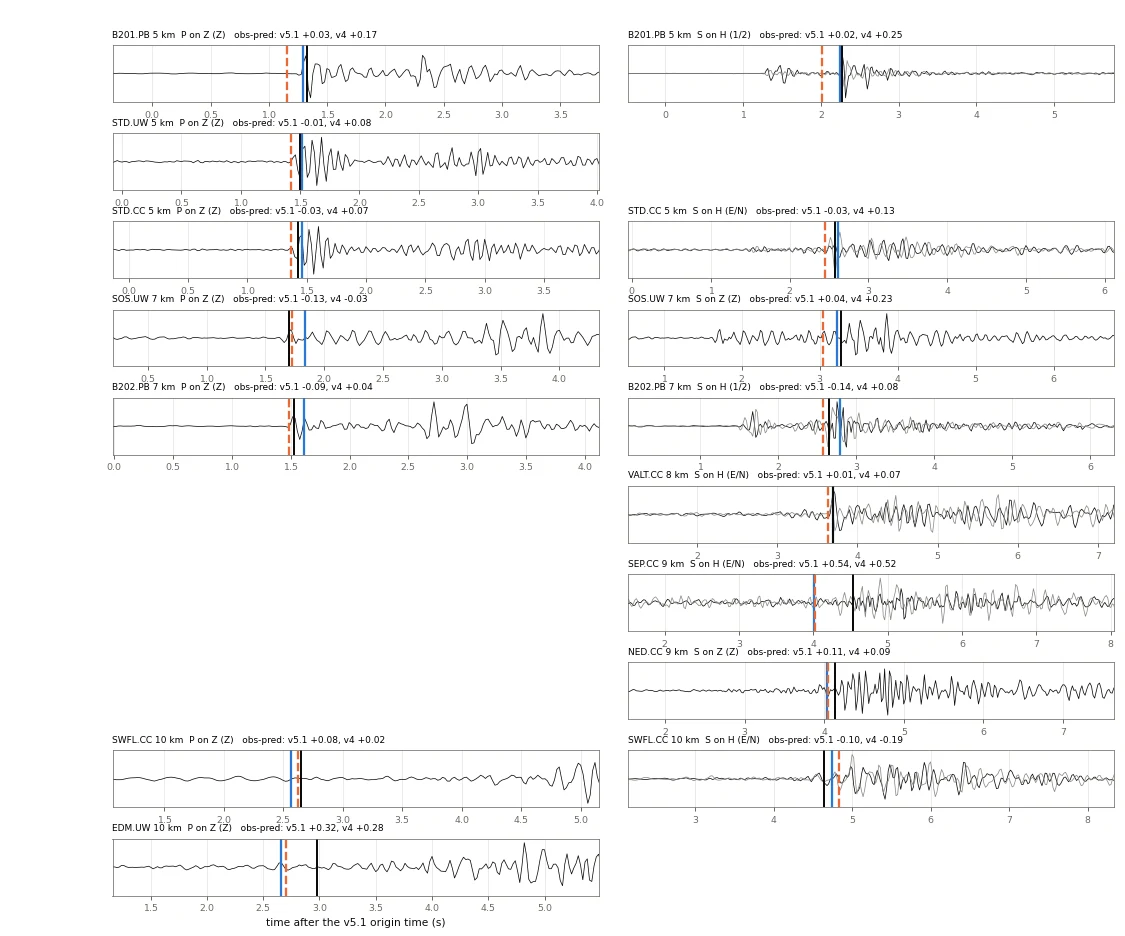 B201.PB 5 km  P on Z (Z)   obs-pred: v5.1 +0.03, v4 +0.17
0.0 0.5 1.0 1.5 2.0 2.5 3.0 3.5
B201.PB 5 km  S on H (1/2)   obs-pred: v5.1 +0.02, v4 +0.25
0 1 2 3 4 5
STD.UW 5 km  P on Z (Z)   obs-pred: v5.1 -0.01, v4 +0.08
0.0 0.5 1.0 1.5 2.0 2.5 3.0 3.5 4.0
STD.CC 5 km  P on Z (Z)   obs-pred: v5.1 -0.03, v4 +0.07
0.0 0.5 1.0 1.5 2.0 2.5 3.0 3.5
STD.CC 5 km  S on H (E/N)   obs-pred: v5.1 -0.03, v4 +0.13
0 1 2 3 4 5 6
SOS.UW 7 km  P on Z (Z)   obs-pred: v5.1 -0.13, v4 -0.03
0.5 1.0 1.5 2.0 2.5 3.0 3.5 4.0
SOS.UW 7 km  S on Z (Z)   obs-pred: v5.1 +0.04, v4 +0.23
1 2 3 4 5 6
B202.PB 7 km  P on Z (Z)   obs-pred: v5.1 -0.09, v4 +0.04
0.0 0.5 1.0 1.5 2.0 2.5 3.0 3.5 4.0
B202.PB 7 km  S on H (1/2)   obs-pred: v5.1 -0.14, v4 +0.08
1 2 3 4 5 6
VALT.CC 8 km  S on H (E/N)   obs-pred: v5.1 +0.01, v4 +0.07
2 3 4 5 6 7
SEP.CC 9 km  S on H (E/N)   obs-pred: v5.1 +0.54, v4 +0.52
2 3 4 5 6 7 8
NED.CC 9 km  S on Z (Z)   obs-pred: v5.1 +0.11, v4 +0.09
2 3 4 5 6 7
SWFL.CC 10 km  P on Z (Z)   obs-pred: v5.1 +0.08, v4 +0.02
1.5 2.0 2.5 3.0 3.5 4.0 4.5 5.0
SWFL.CC 10 km  S on H (E/N)   obs-pred: v5.1 -0.10, v4 -0.19
3 4 5 6 7 8
EDM.UW 10 km  P on Z (Z)   obs-pred: v5.1 +0.32, v4 +0.28
1.5 2.0 2.5 3.0 3.5 4.0 4.5 5.0
time after the v5.1 origin time (s)